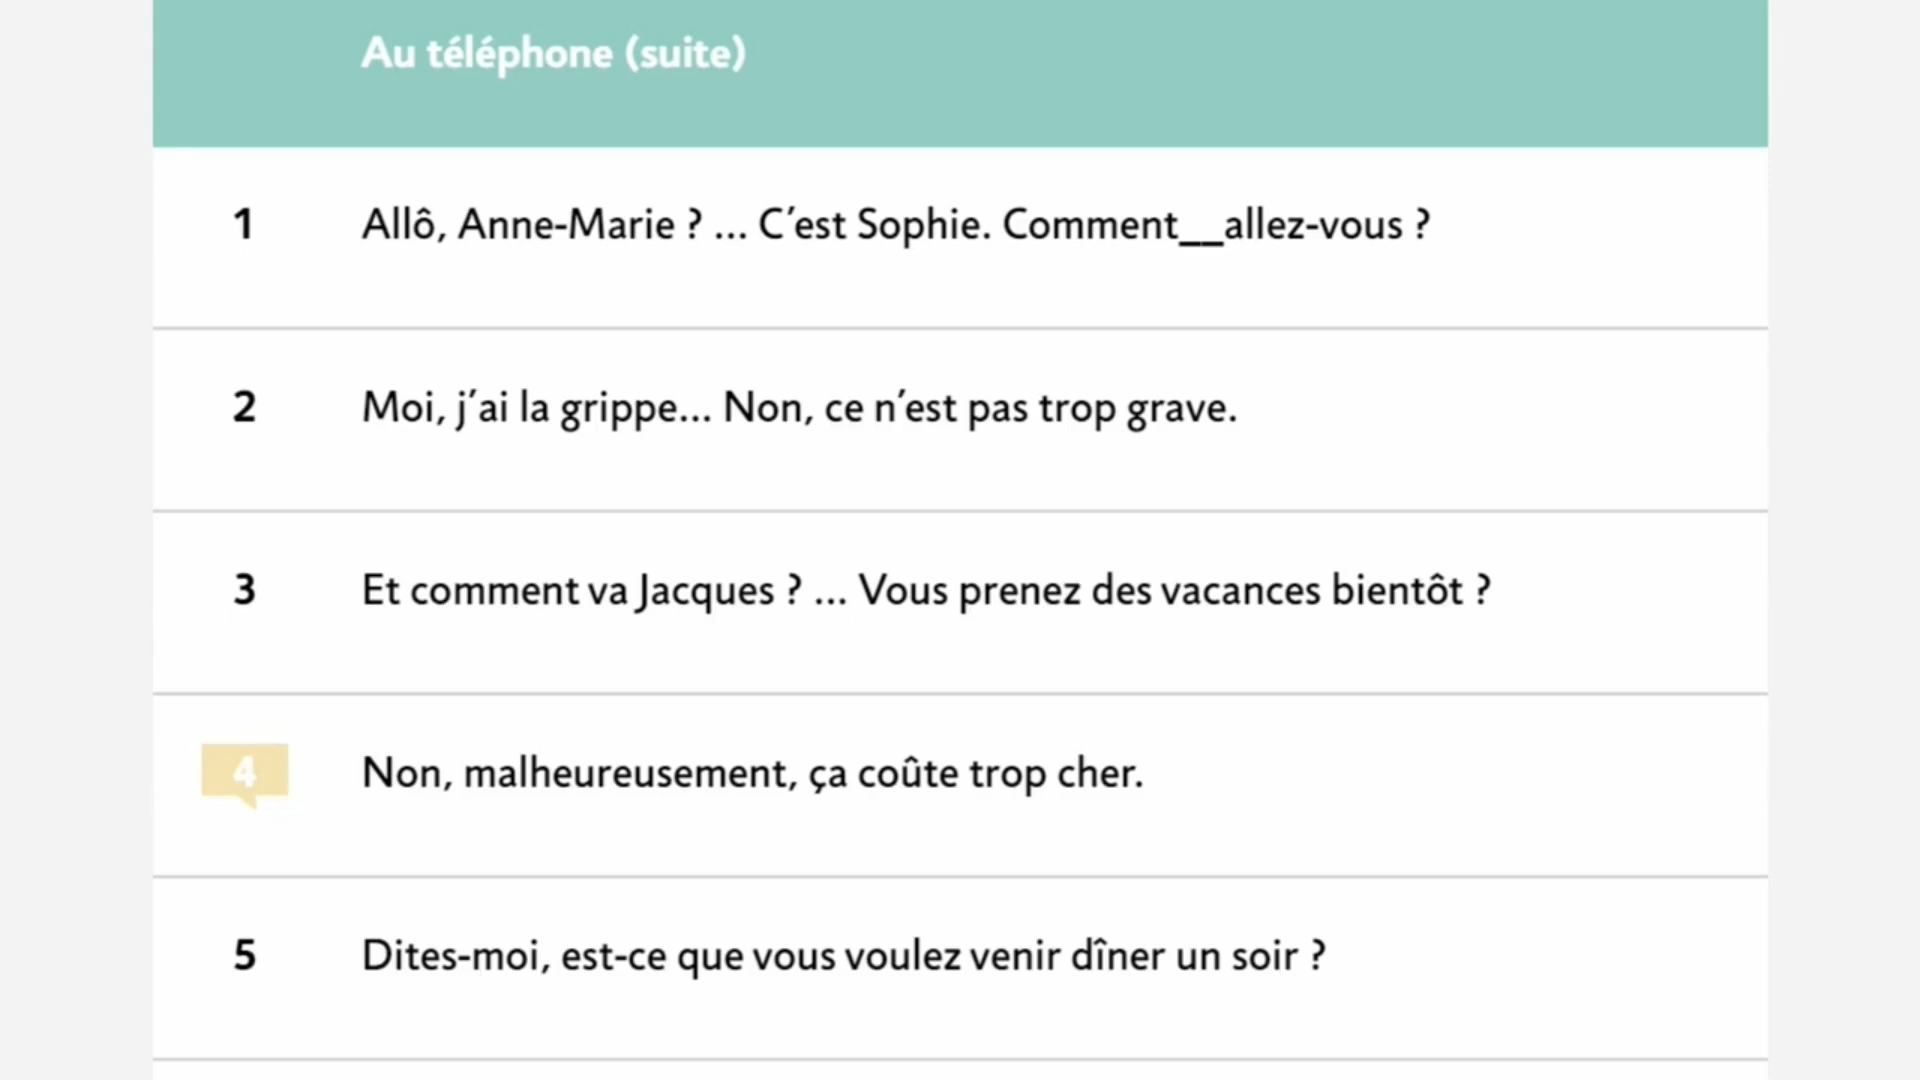 Au téléphone (suite)
1 Allô, Anne-Marie ? ... C'est Sophie. Comment__allez-vous ?
2 Moi, j'ai la grippe... Non, ce n'est pas trop grave.
3 Et comment va Jacques ? ... Vous prenez des vacances bientôt ?
4 Non, malheureusement, ça coûte trop cher.
5 Dites-moi, est-ce que vous voulez venir dîner un soir ?